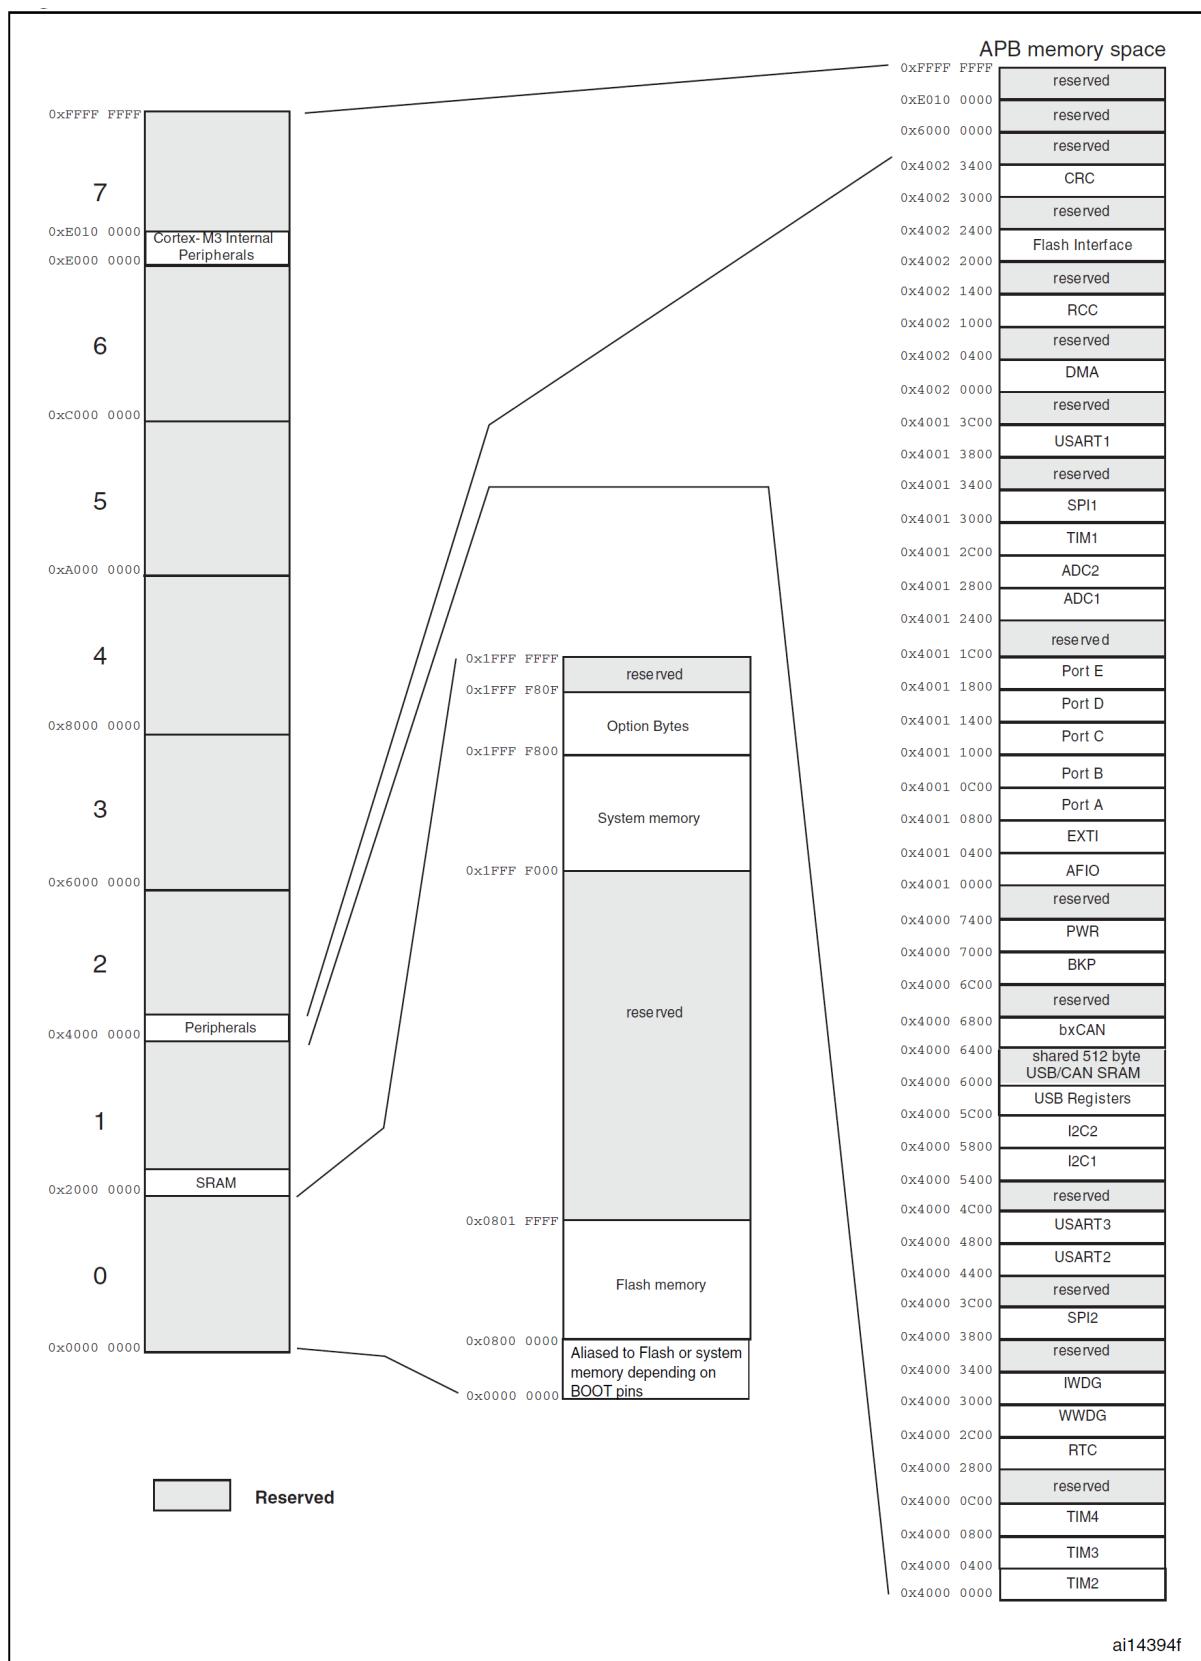 0xFFFF FFFF
7
0xE010 0000
Cortex-M3 Internal
Peripherals
0xE000 0000
6
0xC000 0000
5
0xA000 0000
4
0x8000 0000
3
0x6000 0000
2
Peripherals
0x4000 0000
1
SRAM
0x2000 0000
0
0x0000 0000
Reserved
0x1FFF FFFF
reserved
0x1FFF F80F
Option Bytes
0x1FFF F800
System memory
0x1FFF F000
reserved
0x0801 FFFF
Flash memory
0x0800 0000
Aliased to Flash or system
memory depending on
BOOT pins
0x0000 0000
APB memory space
0xFFFF FFFF
reserved
0xE010 0000
reserved
0x6000 0000
reserved
0x4002 3400
CRC
0x4002 3000
reserved
0x4002 2400
Flash Interface
0x4002 2000
reserved
0x4002 1400
RCC
0x4002 1000
reserved
0x4002 0400
DMA
0x4002 0000
reserved
0x4001 3C00
USART1
0x4001 3800
reserved
0x4001 3400
SPI1
0x4001 3000
TIM1
0x4001 2C00
ADC2
0x4001 2800
ADC1
0x4001 2400
reserved
0x4001 1C00
Port E
0x4001 1800
Port D
0x4001 1400
Port C
0x4001 1000
Port B
0x4001 0C00
Port A
0x4001 0800
EXTI
0x4001 0400
AFIO
0x4001 0000
reserved
0x4000 7400
PWR
0x4000 7000
BKP
0x4000 6C00
reserved
0x4000 6800
bxCAN
0x4000 6400
shared 512 byte
USB/CAN SRAM
0x4000 6000
USB Registers
0x4000 5C00
I2C2
0x4000 5800
I2C1
0x4000 5400
reserved
0x4000 4C00
USART3
0x4000 4800
USART2
0x4000 4400
reserved
0x4000 3C00
SPI2
0x4000 3800
reserved
0x4000 3400
IWDG
0x4000 3000
WWDG
0x4000 2C00
RTC
0x4000 2800
reserved
0x4000 0C00
TIM4
0x4000 0800
TIM3
0x4000 0400
TIM2
0x4000 0000
ai14394f